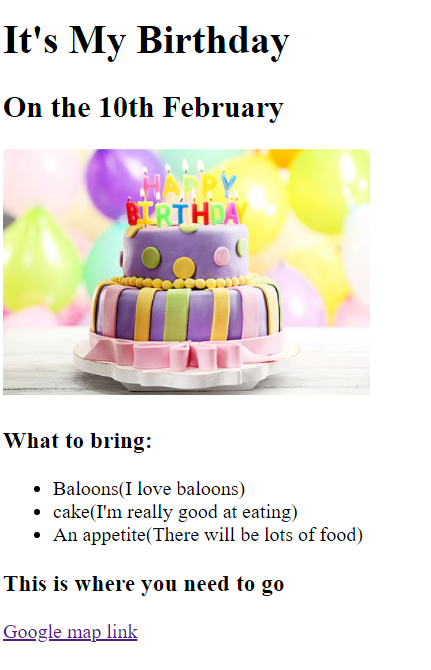 It's My Birthday
On the 10th February
HAPPY
BIRTHDAY
What to bring:
Baloons(I love baloons)
cake(I'm really good at eating)
An appetite(There will be lots of food)
This is where you need to go
Google map link